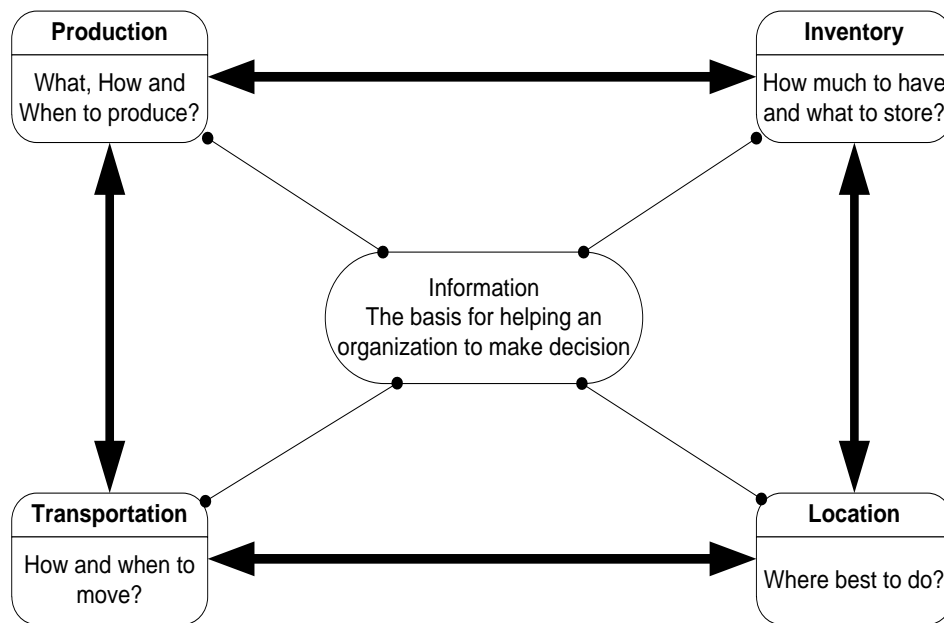 Production
What, How and
When to produce?
Inventory
How much to have
and what to store?
Information
The basis for helping an
organization to make decision
Transportation
How and when to
move?
Location
Where best to do?